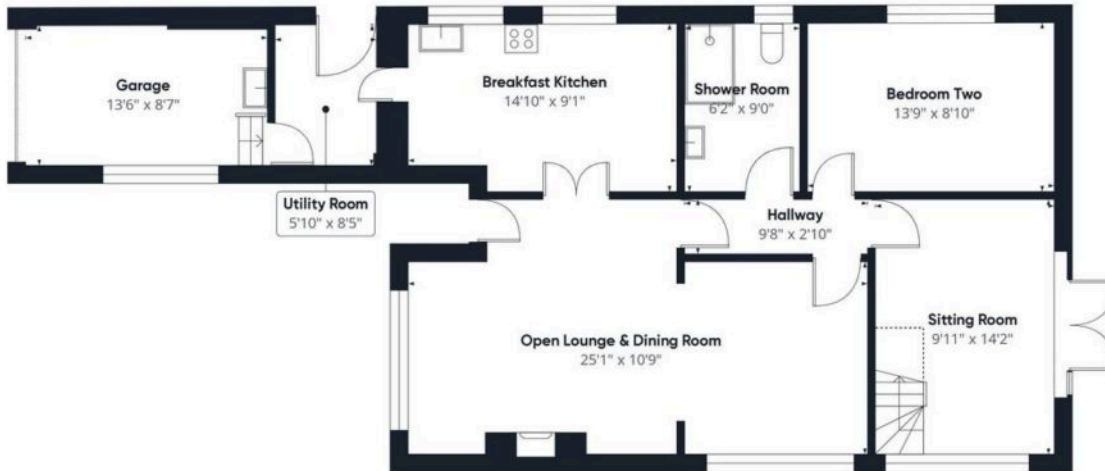 Garage
13'6" x 8'7"
Breakfast Kitchen
14'10" x 9'1"
Shower Room
6'2" x 9'0"
Bedroom Two
13'9" x 8'10"
Utility Room
5'10" x 8'5"
Hallway
9'8" x 2'10"
Open Lounge & Dining Room
25'1" x 10'9"
Sitting Room
9'11" x 14'2"